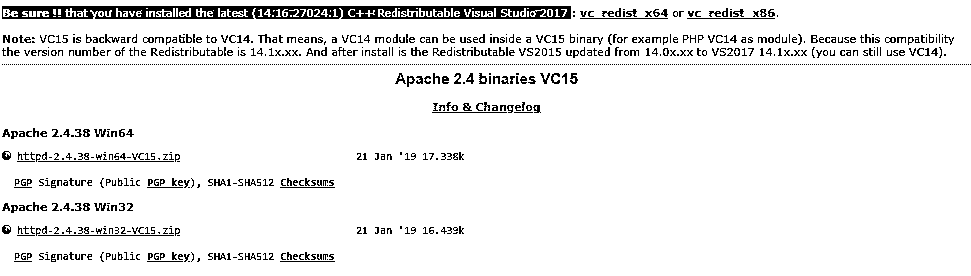 Be sure !! that you have installed the latest (14.16.27024.1) C++ Redistributable Visual Studio 2017 : vc_redist_x64 or vc_redist_x86.
Note: VC15 is backward compatible to VC14. That means, a VC14 module can be used inside a VC15 binary (for example PHP VC14 as module). Because this compatibility
the version number of the Redistributable is 14.1x.xx. And after install is the Redistributable VS2015 updated from 14.0x.xx to VS2017 14.1x.xx (you can still use VC14).
Apache 2.4 binaries VC15
Info & Changelog
Apache 2.4.38 Win64
httpd-2.4.38-win64-VC15.zip 21 Jan '19 17.338k
PGP Signature (Public PGP key), SHA1-SHA512 Checksums
Apache 2.4.38 Win32
httpd-2.4.38-win32-VC15.zip 21 Jan '19 16.439k
PGP Signature (Public PGP key), SHA1-SHA512 Checksums